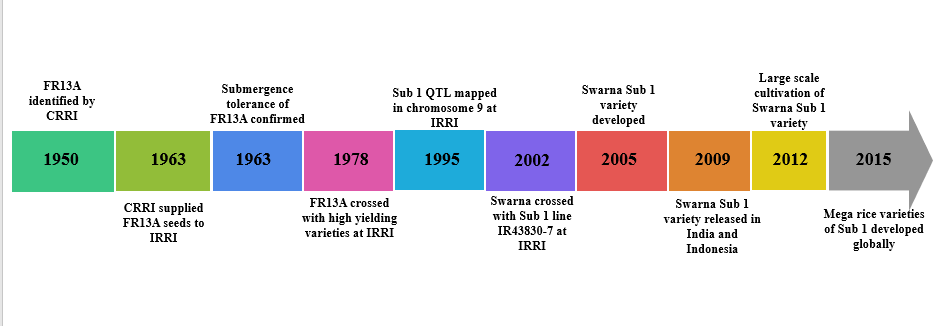 FR13A
identified by
CRRI
1950
1963
CRRI supplied
FR13A seeds to
IRRI
Submergence
tolerance of
FR13A confirmed
1963
1978
FR13A crossed
with high yielding
varieties at IRRI
Sub 1 QTL mapped
in chromosome 9 at
IRRI
1995
2002
Swarna crossed
with Sub 1 line
IR43830-7 at
IRRI
Swarna Sub 1
variety
developed
2005
2009
Swarna Sub 1
variety released in
India and
Indonesia
Large scale
cultivation of
Swarna Sub 1
variety
2012
2015
Mega rice varieties
of Sub 1 developed
globally